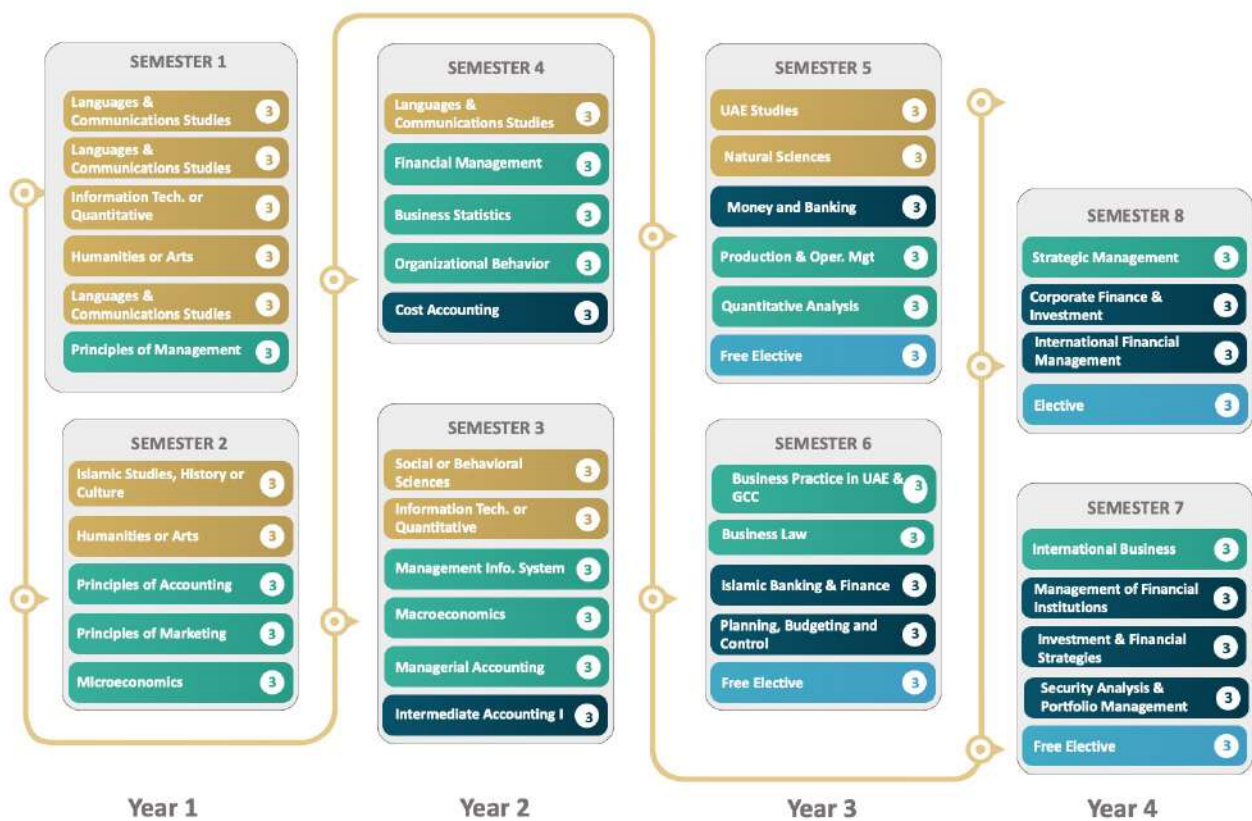 SEMESTER 1
Languages &
Communications Studies 3
Languages &
Communications Studies 3
Information Tech. or
Quantitative 3
Humanities or Arts 3
Languages &
Communications Studies 3
Principles of Management 3
SEMESTER 2
Islamic Studies, History or
Culture 3
Humanities or Arts 3
Principles of Accounting 3
Principles of Marketing 3
Microeconomics 3
Year 1
SEMESTER 4
Languages &
Communications Studies 3
Financial Management 3
Business Statistics 3
Organizational Behavior 3
Cost Accounting 3
SEMESTER 3
Social or Behavioral
Sciences 3
Information Tech. or
Quantitative 3
Management Info. System 3
Macroeconomics 3
Managerial Accounting 3
Intermediate Accounting I 3
Year 2
SEMESTER 5
UAE Studies 3
Natural Sciences 3
Money and Banking 3
Production & Oper. Mgt 3
Quantitative Analysis 3
Free Elective 3
SEMESTER 6
Business Practice in UAE &
GCC 3
Business Law 3
Islamic Banking & Finance 3
Planning, Budgeting and
Control 3
Free Elective 3
Year 3
SEMESTER 8
Strategic Management 3
Corporate Finance &
Investment 3
International Financial
Management 3
Elective 3
SEMESTER 7
International Business 3
Management of Financial
Institutions 3
Investment & Financial
Strategies 3
Security Analysis &
Portfolio Management 3
Free Elective 3
Year 4